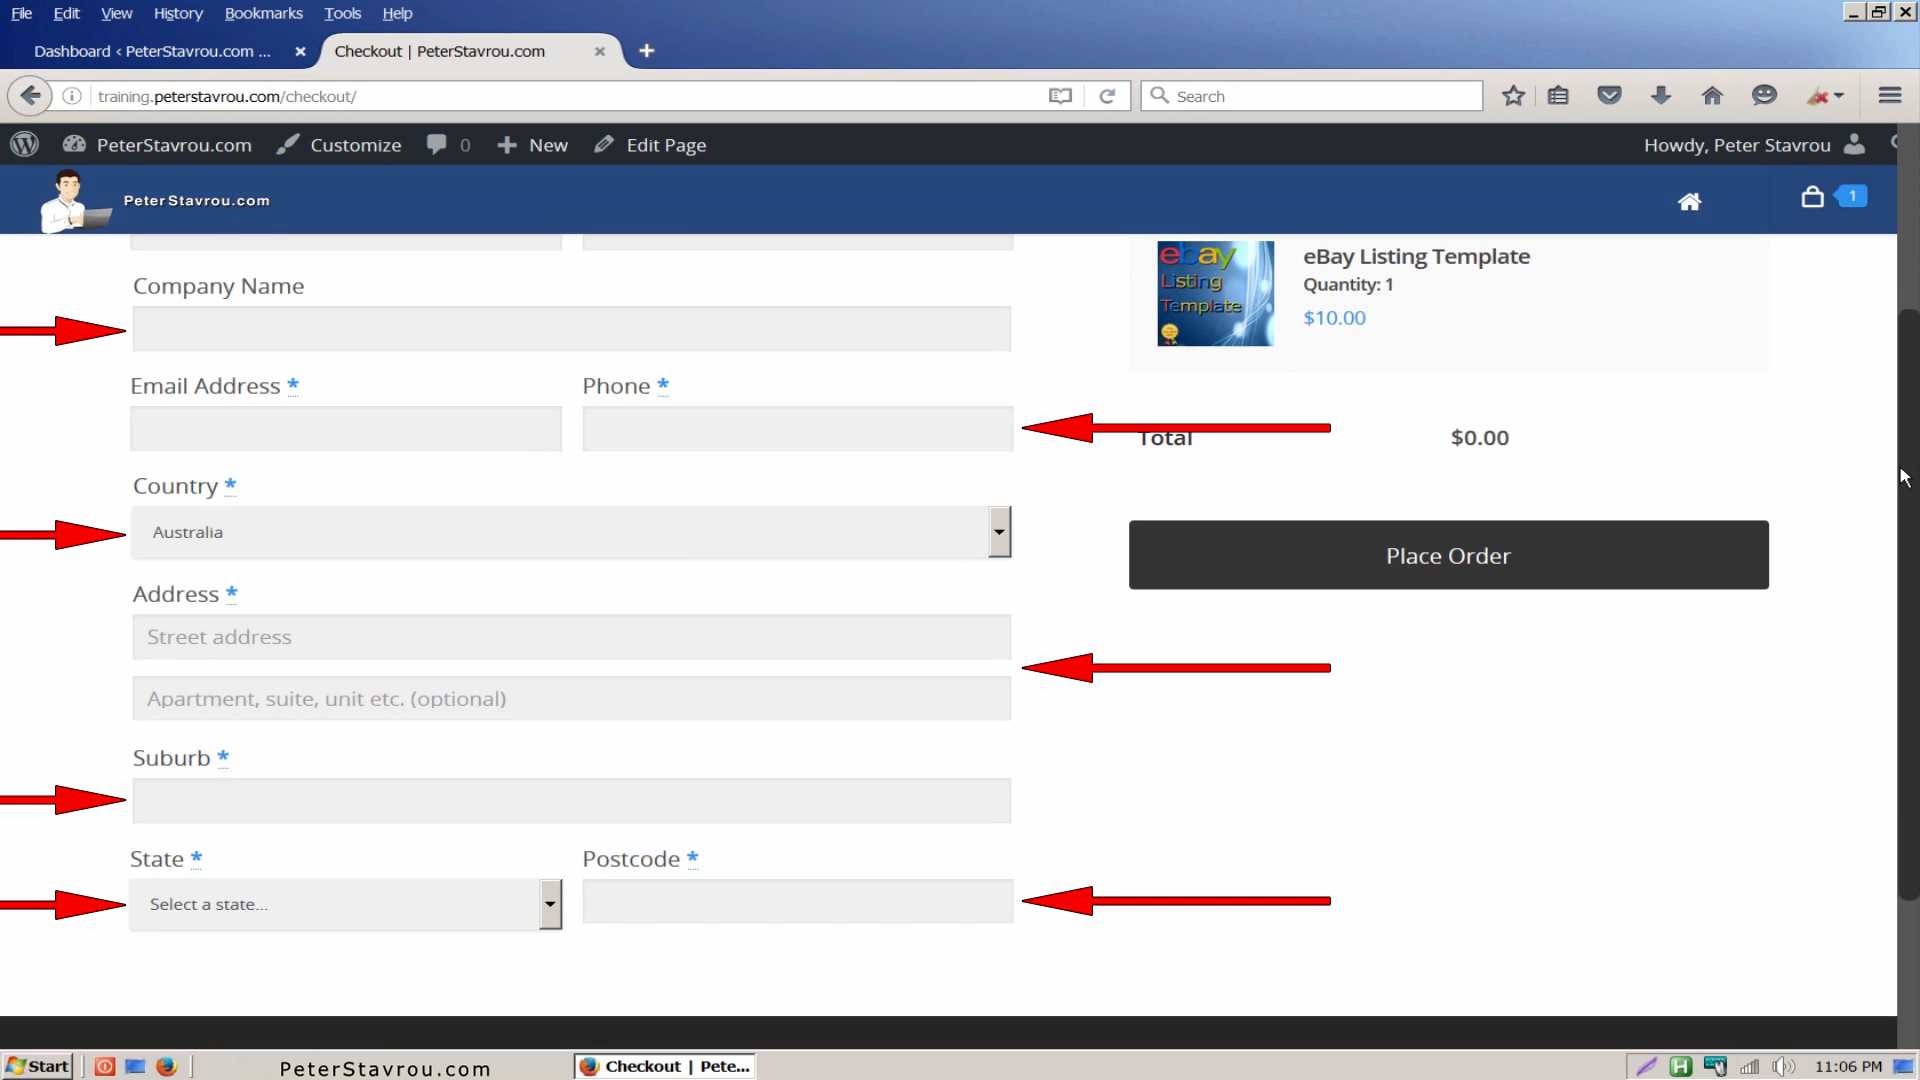 File Edit View History Bookmarks Tools Help
Dashboard ‹ PeterStavrou.com ...
Checkout | PeterStavrou.com
training.peterstavrou.com/checkout/
Search
PeterStavrou.com
Customize
0
New
Edit Page
Howdy, Peter Stavrou
PeterStavrou.com
1
Company Name
Email Address *
Phone *
Country *
Australia
Address *
Street address
Apartment, suite, unit etc. (optional)
Suburb *
State *
Postcode *
Select a state...
ebay
Listing
Template
eBay Listing Template
Quantity: 1
$10.00
Total $0.00
Place Order
Start
PeterStavrou.com
Checkout | Pete...
H
11:06 PM